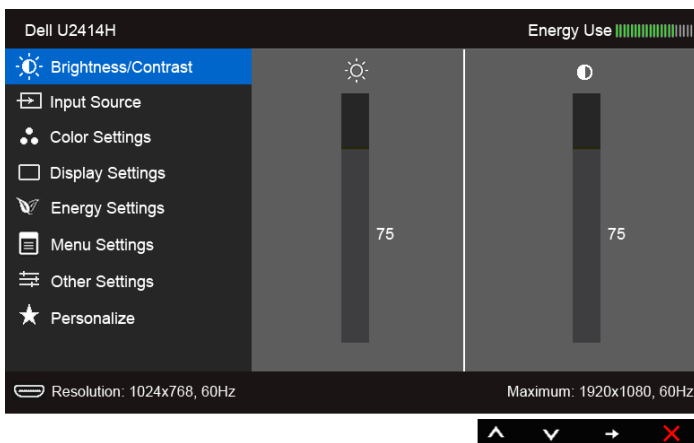 Dell U2414H Energy Use
Brightness/Contrast
Input Source
Color Settings
Display Settings
Energy Settings
75 75
Menu Settings
Other Settings
Personalize
Resolution: 1024x768, 60Hz Maximum: 1920x1080, 60Hz